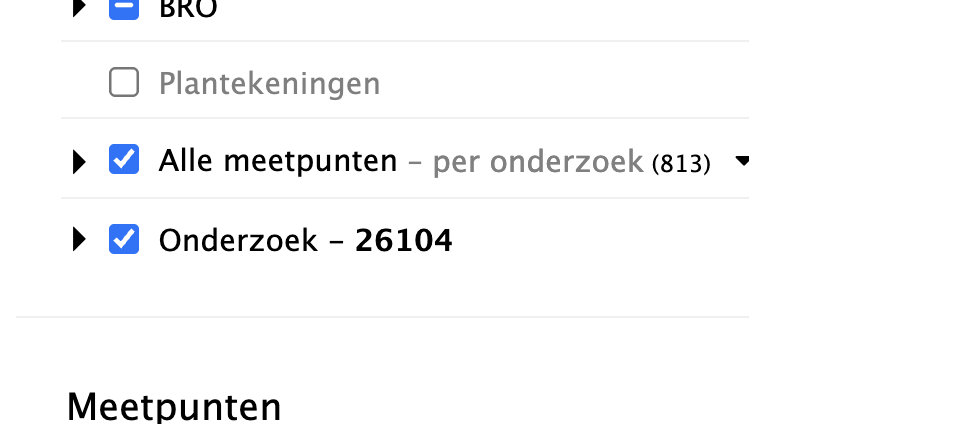 BRO
Plantekeningen
Alle meetpunten – per onderzoek (813)
Onderzoek – 26104
Meetpunten